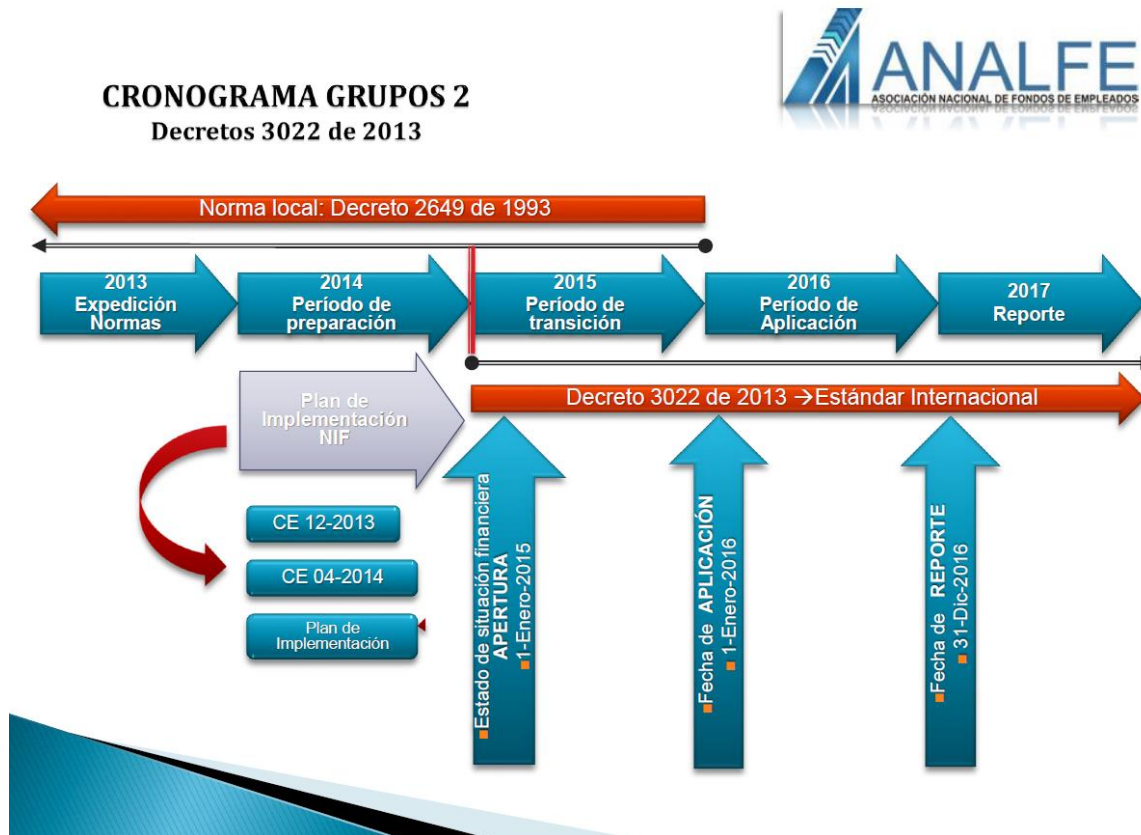 ANALFE
ASOCIACIÓN NACIONAL DE FONDOS DE EMPLEADOS
CRONOGRAMA GRUPOS 2
Decretos 3022 de 2013
Norma local: Decreto 2649 de 1993
2013
Expedición
Normas
2014
Período de
preparación
2015
Período de
transición
2016
Período de
Aplicación
2017
Reporte
Plan de
Implementación
NIF
Decreto 3022 de 2013 →Estándar Internacional
CE 12-2013
CE 04-2014
Plan de
Implementación
Estado de situación financiera
APERTURA
1-Enero-2015
Fecha de APLICACIÓN
1-Enero-2016
Fecha de REPORTE
31-Dic-2016